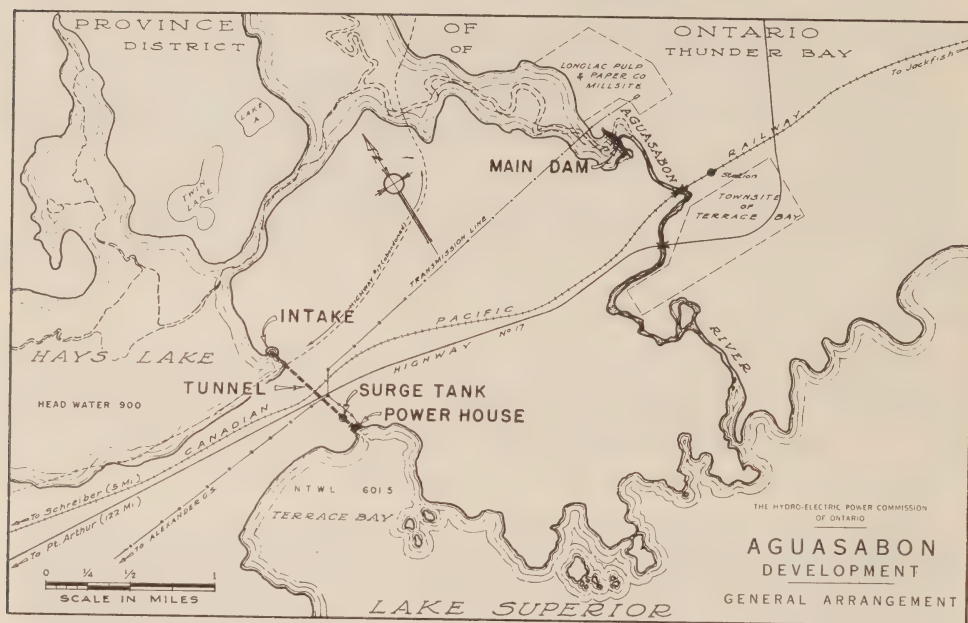 PROVINCE OF ONTARIO
DISTRICT OF THUNDER BAY
To Jackfish
LONGLAC PULP
& PAPER CO
MILLSITE
LAKE
A
AGUASABON
RAILWAY
MAIN DAM
Station
TWIN
LAKE
N
TOWNSITE
OF
TERRACE BAY
HIGHWAY
TRANSMISSION LINE
INTAKE
PACIFIC
HIGHWAY No 17
RIVER
HAYS LAKE
TUNNEL
SURGE TANK
HEAD WATER 900
POWER HOUSE
CANADIAN
To Schreiber (5 Mi.)
To Pt. Arthur (122 Mi.)
TO ALEXANDER G S
N T W L 601 5
TERRACE BAY
THE HYDRO-ELECTRIC POWER COMMISSION
OF ONTARIO
AGUASABON
DEVELOPMENT
GENERAL ARRANGEMENT
0 1/4 1/2 1
SCALE IN MILES
LAKE SUPERIOR